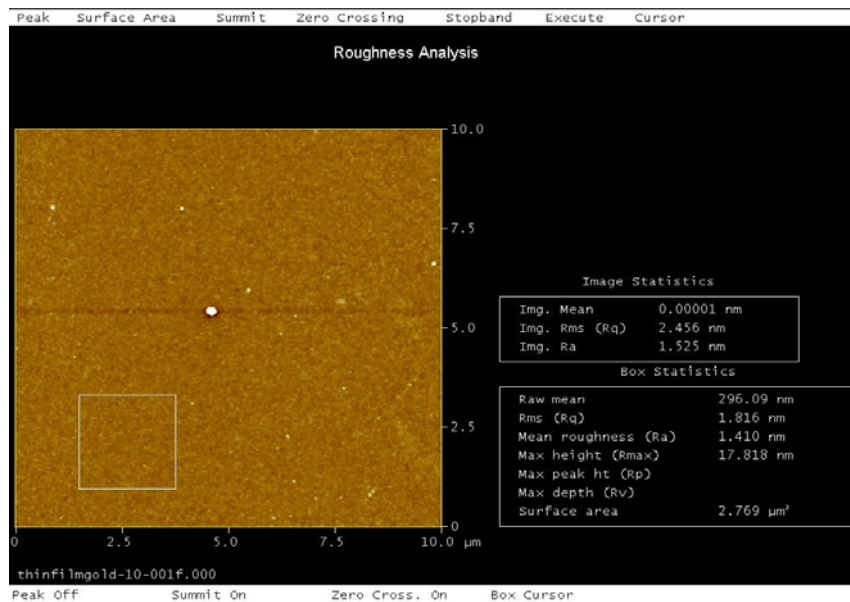 Peak Surface Area Summit Zero Crossing Stopband Execute Cursor
Roughness Analysis
10.0
7.5
5.0
2.5
0
0 2.5 5.0 7.5 10.0 µm
Image Statistics
Img. Mean 0.00001 nm
Img. Rms (Rq) 2.456 nm
Img. Ra 1.525 nm
Box Statistics
Raw mean 296.09 nm
Rms (Rq) 1.816 nm
Mean roughness (Ra) 1.410 nm
Max height (Rmax) 17.818 nm
Max peak ht (Rp)
Max depth (Rv)
Surface area 2.769 µm²
thinfilmgold-10-001f.000
Peak Off Summit On Zero Cross. On Box Cursor